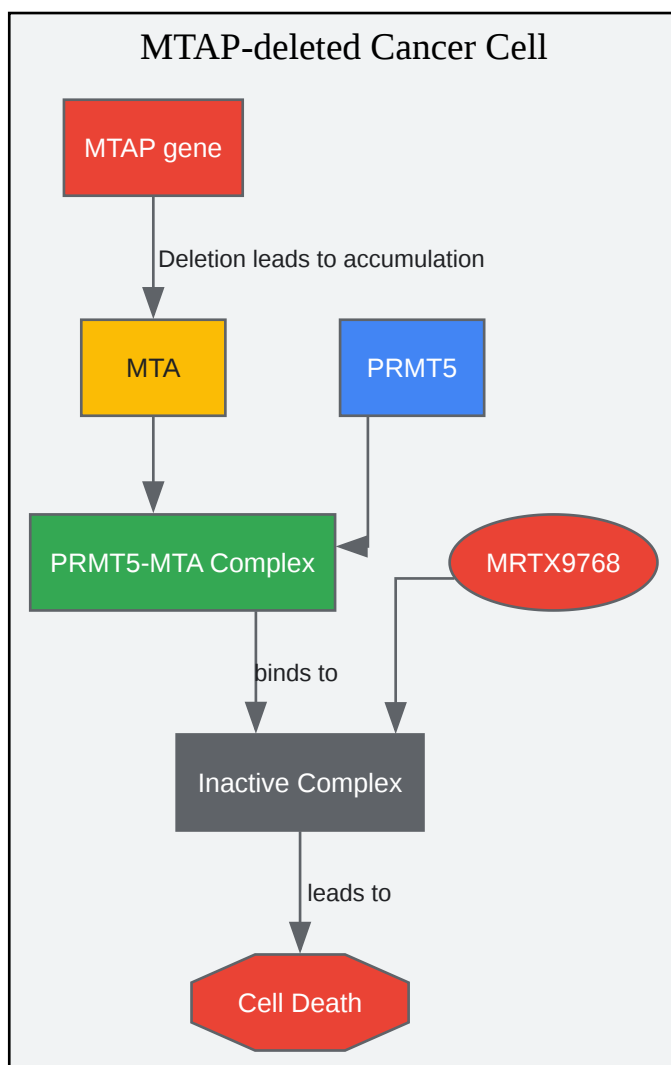 MTAP-deleted Cancer Cell
MTAP gene
Deletion leads to accumulation
MTA
PRMT5
PRMT5-MTA Complex
MRTX9768
binds to
Inactive Complex
leads to
Cell Death